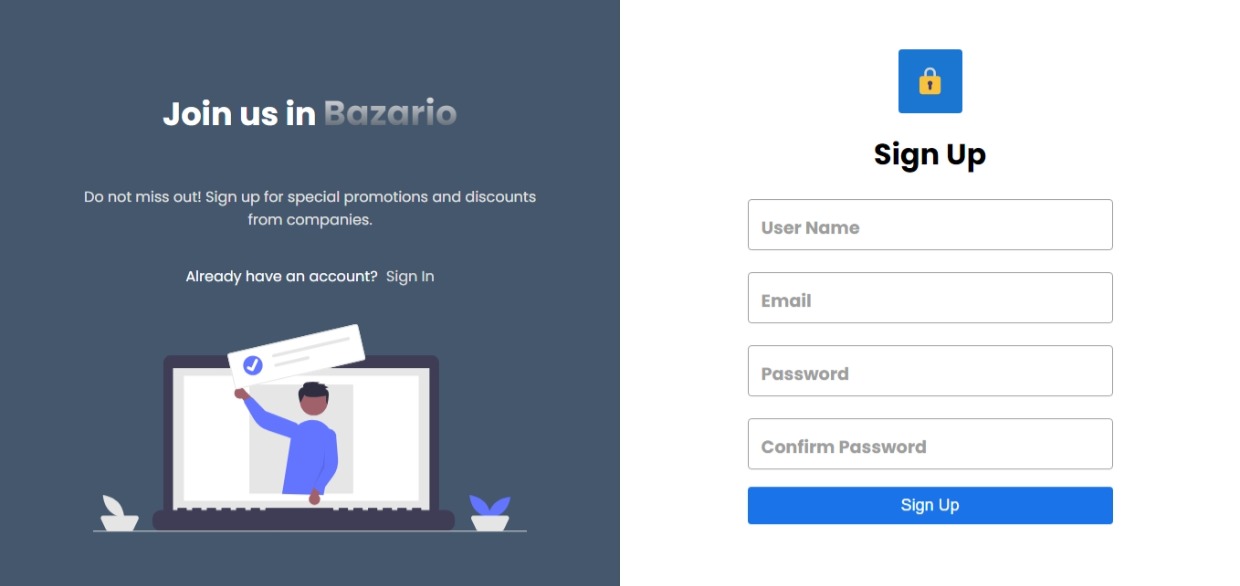 Join us in Bazario
Do not miss out! Sign up for special promotions and discounts
from companies.
Already have an account? Sign In
Sign Up
User Name
Email
Password
Confirm Password
Sign Up